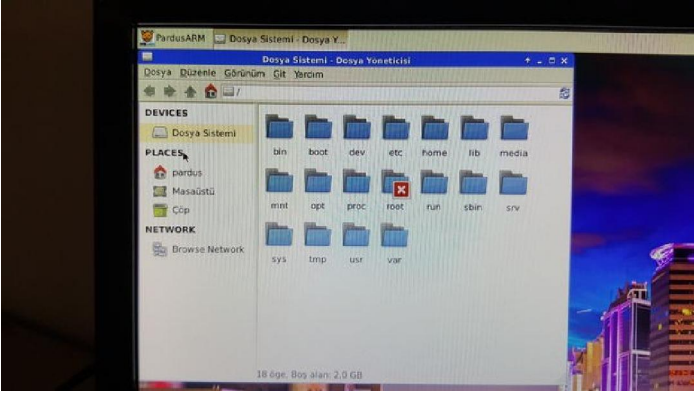 PardusARM Dosya Sistemi - Dosya Y...
Dosya Sistemi - Dosya Yöneticisi
Dosya Düzenle Görünüm Git Yardım
/
DEVICES
Dosya Sistemi
PLACES
pardus
Masaüstü
Çöp
NETWORK
Browse Network
bin boot dev etc home lib media
mnt opt proc root run sbin srv
sys tmp usr var
18 öge, Boş alan: 2,0 GB